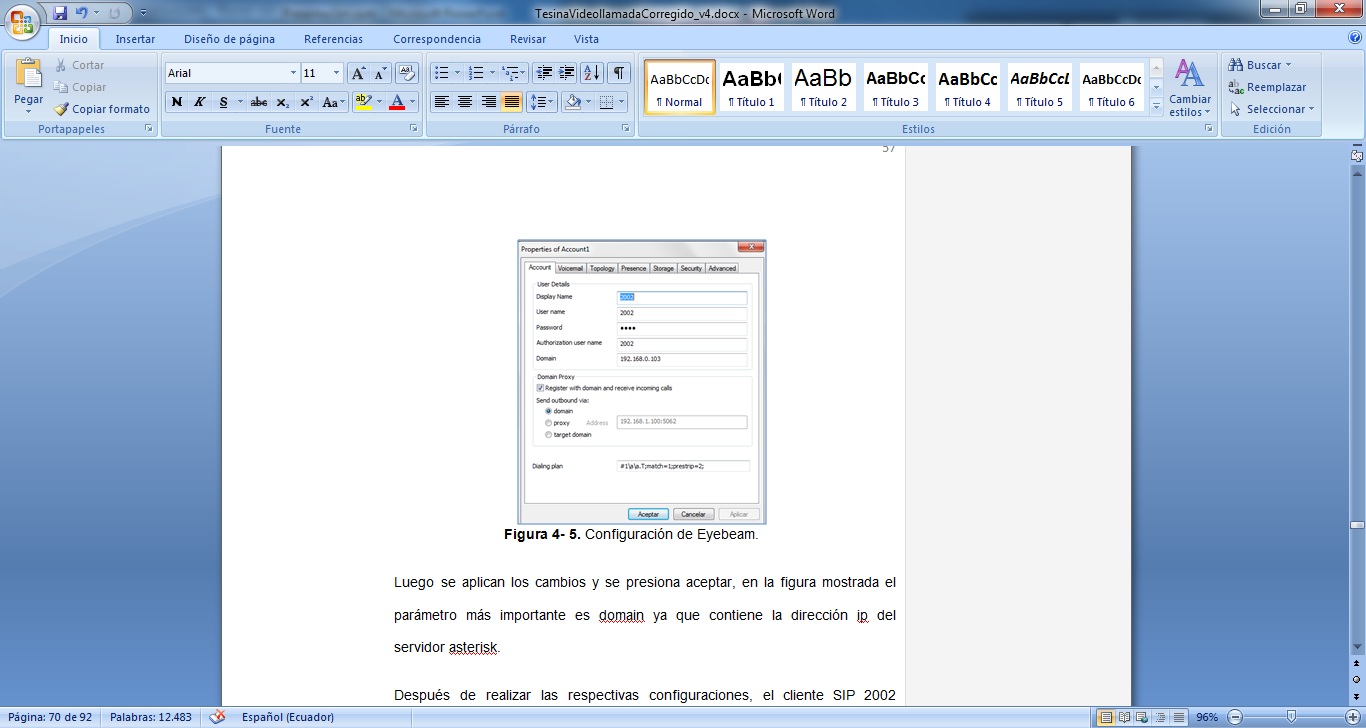 TesinaVideollamadaCorregido_v4.docx - Microsoft Word
Inicio Insertar Diseño de página Referencias Correspondencia Revisar Vista
Pegar
Cortar
Copiar
Copiar formato
Portapapeles
Arial 11
N K S abc x₂ x² Aa
Fuente
Párrafo
AaBbCcDc AaBb( AaBb AaBbCc AaBbCc AaBbCcL AaBbCcDc
¶ Normal ¶ Título 1 ¶ Título 2 ¶ Título 3 ¶ Título 4 ¶ Título 5 ¶ Título 6
Cambiar estilos
Estilos
Buscar
Reemplazar
Seleccionar
Edición
57
Properties of Account1
Account Voicemail Topology Presence Storage Security Advanced
User Details
Display Name 2002
User name 2002
Password ••••
Authorization user name 2002
Domain 192.168.0.103
Domain Proxy
Register with domain and receive incoming calls
Send outbound via:
domain
proxy Address 192.168.1.100:5062
target domain
Dialing plan #1\a\a.T;match=1;prestrip=2;
Aceptar Cancelar Aplicar
Figura 4- 5. Configuración de Eyebeam.
Luego se aplican los cambios y se presiona aceptar, en la figura mostrada el
parámetro más importante es domain ya que contiene la dirección ip del
servidor asterisk.
Después de realizar las respectivas configuraciones, el cliente SIP 2002
Página: 70 de 92 Palabras: 12.483 Español (Ecuador) 96%